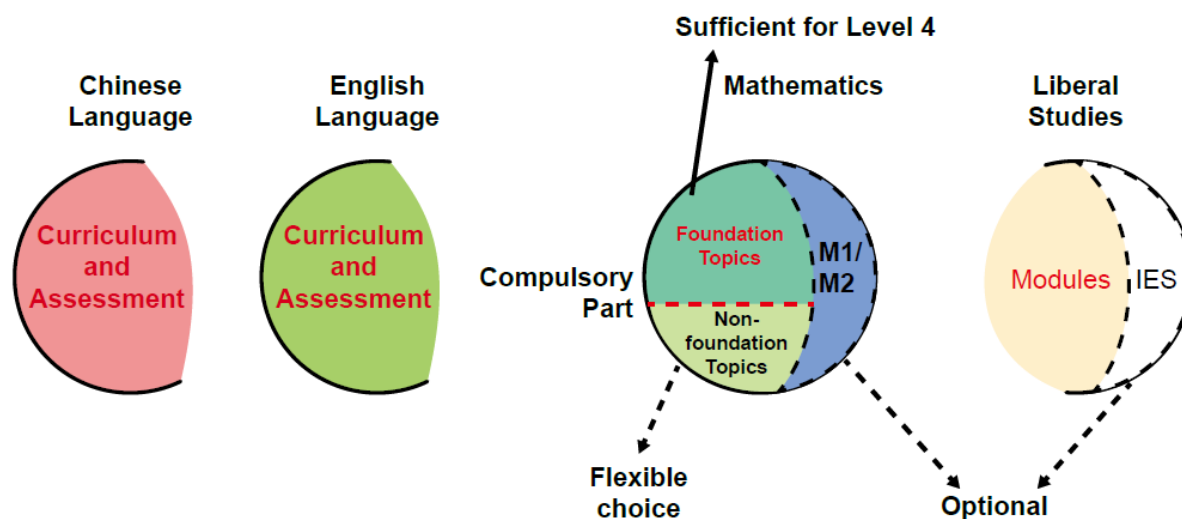 Sufficient for Level 4
Chinese
Language
English
Language
Mathematics
Liberal
Studies
Curriculum
and
Assessment
Curriculum
and
Assessment
Compulsory
Part
Foundation
Topics
Non-
foundation
Topics
M1/
M2
Modules
IES
Flexible
choice
Optional